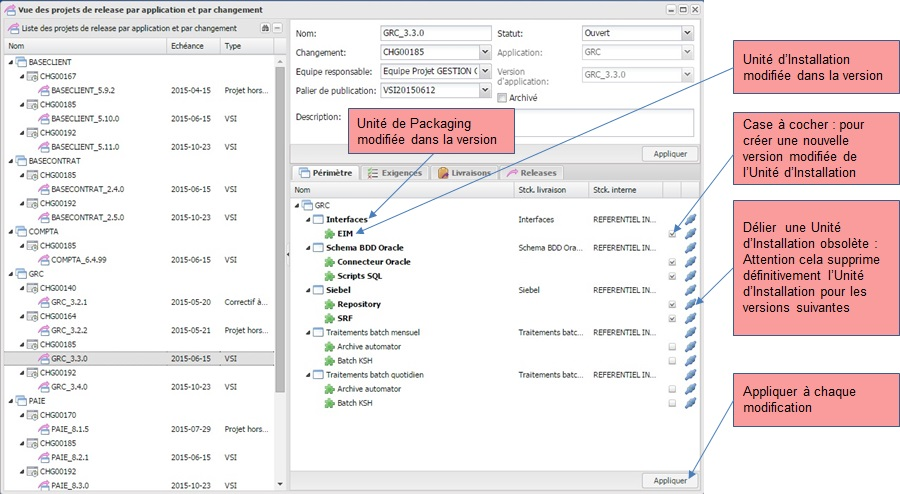 Vue des projets de release par application et par changement
Liste des projets de release par application et par changement
Nom Echéance Type
BASECLIENT
CHG00167
BASECLIENT_5.9.2 2015-04-15 Projet hors...
CHG00185
BASECLIENT_5.10.0 2015-06-15 VSI
CHG00192
BASECLIENT_5.11.0 2015-10-23 VSI
BASECONTRAT
CHG00185
BASECONTRAT_2.4.0 2015-06-15 VSI
CHG00192
BASECONTRAT_2.5.0 2015-10-23 VSI
COMPTA
CHG00185
COMPTA_6.4.99 2015-06-15 VSI
GRC
CHG00140
GRC_3.2.1 2015-05-20 Correctif à...
CHG00164
GRC_3.2.2 2015-05-21 Projet hors...
CHG00185
GRC_3.3.0 2015-06-15 VSI
CHG00192
GRC_3.4.0 2015-10-23 VSI
PAIE
CHG00170
PAIE_8.1.5 2015-07-29 Projet hors...
CHG00185
PAIE_8.2.1 2015-06-15 VSI
CHG00192
PAIE_8.3.0 2015-10-23 VSI
Nom: GRC_3.3.0 Statut: Ouvert
Changement: CHG00185 Application: GRC
Equipe responsable: Equipe Projet GESTION C Version
d'application: GRC_3.3.0
Palier de publication: VSI20150612 Archivé
Description:
Appliquer
Périmètre Exigences Livraisons Releases
Nom Stck. livraison Stck. interne
GRC
Interfaces Interfaces REFERENTIEL IN...
EIM
Schema BDD Oracle Schema BDD Ora... REFERENTIEL IN...
Connecteur Oracle
Scripts SQL
Siebel Siebel REFERENTIEL IN...
Repository
SRF
Traitements batch mensuel Traitements batc... REFERENTIEL IN...
Archive automator
Batch KSH
Traitements batch quotidien Traitements batc... REFERENTIEL IN...
Archive automator
Batch KSH
Appliquer
Unité de Packaging
modifiée dans la version
Unité d'Installation
modifiée dans la version
Case à cocher : pour
créer une nouvelle
version modifiée de
l'Unité d'Installation
Délier une Unité
d'Installation obsolète :
Attention cela supprime
définitivement l'Unité
d'Installation pour les
versions suivantes
Appliquer à chaque
modification